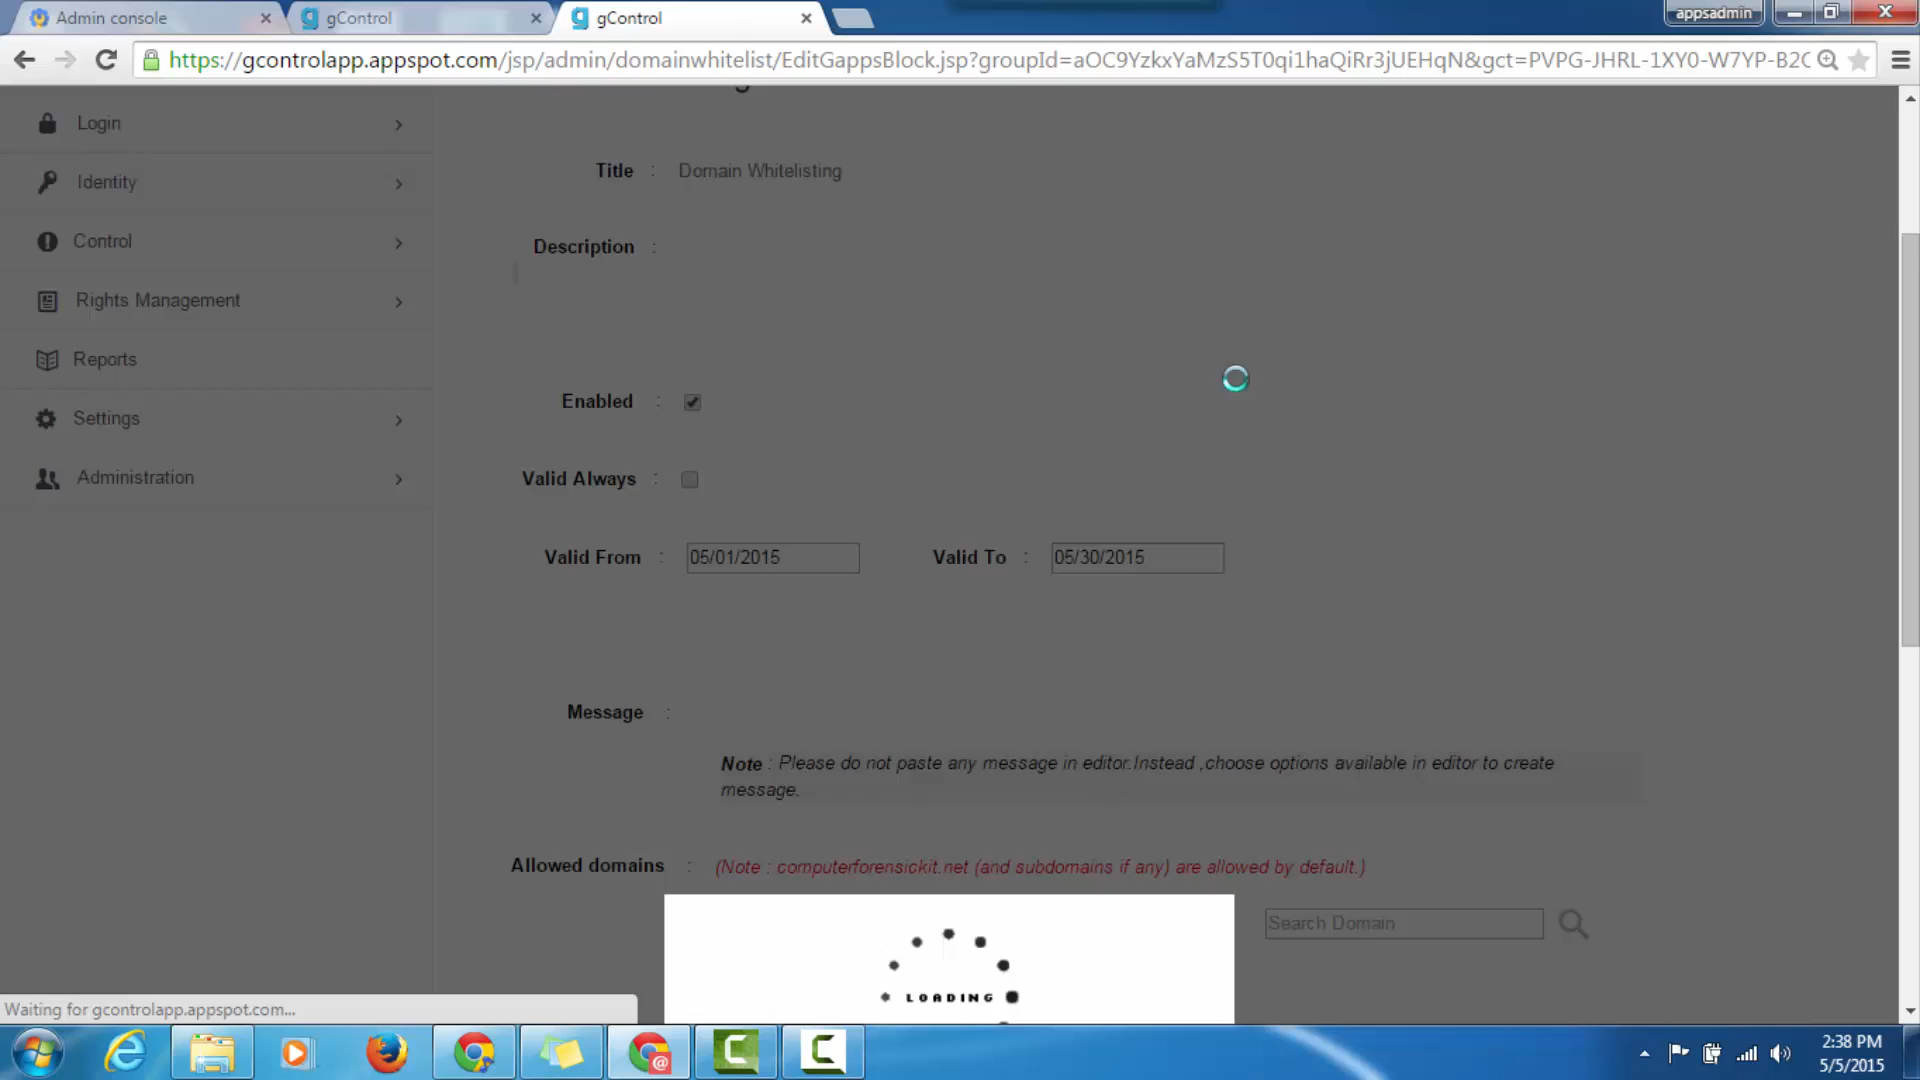 Admin console
gControl
gControl
appsadmin
https://gcontrolapp.appspot.com/jsp/admin/domainwhitelist/EditGappsBlock.jsp?groupId=aOC9YzkxYaMzS5T0qi1haQiRr3jUEHqN&gct=PVPG-JHRL-1XY0-W7YP-B2C
Login
Identity
Control
Rights Management
Reports
Settings
Administration
Title : Domain Whitelisting
Description :
Enabled :
Valid Always :
Valid From : 05/01/2015 Valid To : 05/30/2015
Message :
Note : Please do not paste any message in editor.Instead ,choose options available in editor to create
message.
Allowed domains : (Note : computerforensickit.net (and subdomains if any) are allowed by default.)
Search Domain
LOADING
Waiting for gcontrolapp.appspot.com...
2:38 PM
5/5/2015